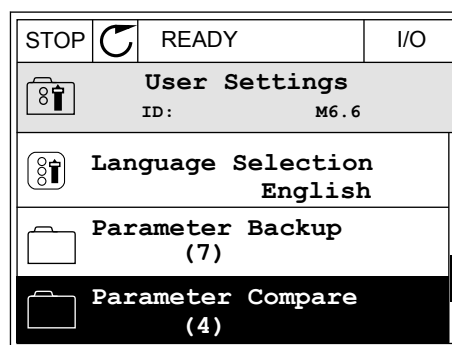 STOP READY I/O
User Settings
ID: M6.6
Language Selection
English
Parameter Backup
(7)
Parameter Compare
(4)